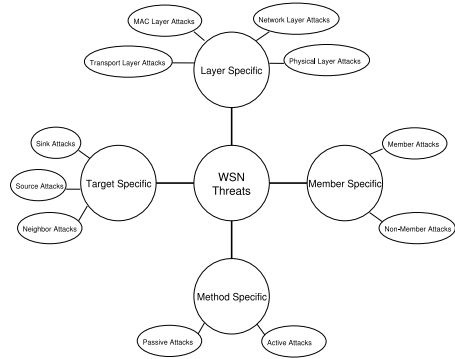 MAC Layer Attacks
Network Layer Attacks
Transport Layer Attacks
Physical Layer Attacks
Layer Specific
Sink Attacks
Source Attacks
Neighbor Attacks
Target Specific
WSN
Threats
Member Specific
Member Attacks
Non-Member Attacks
Method Specific
Passive Attacks
Active Attacks